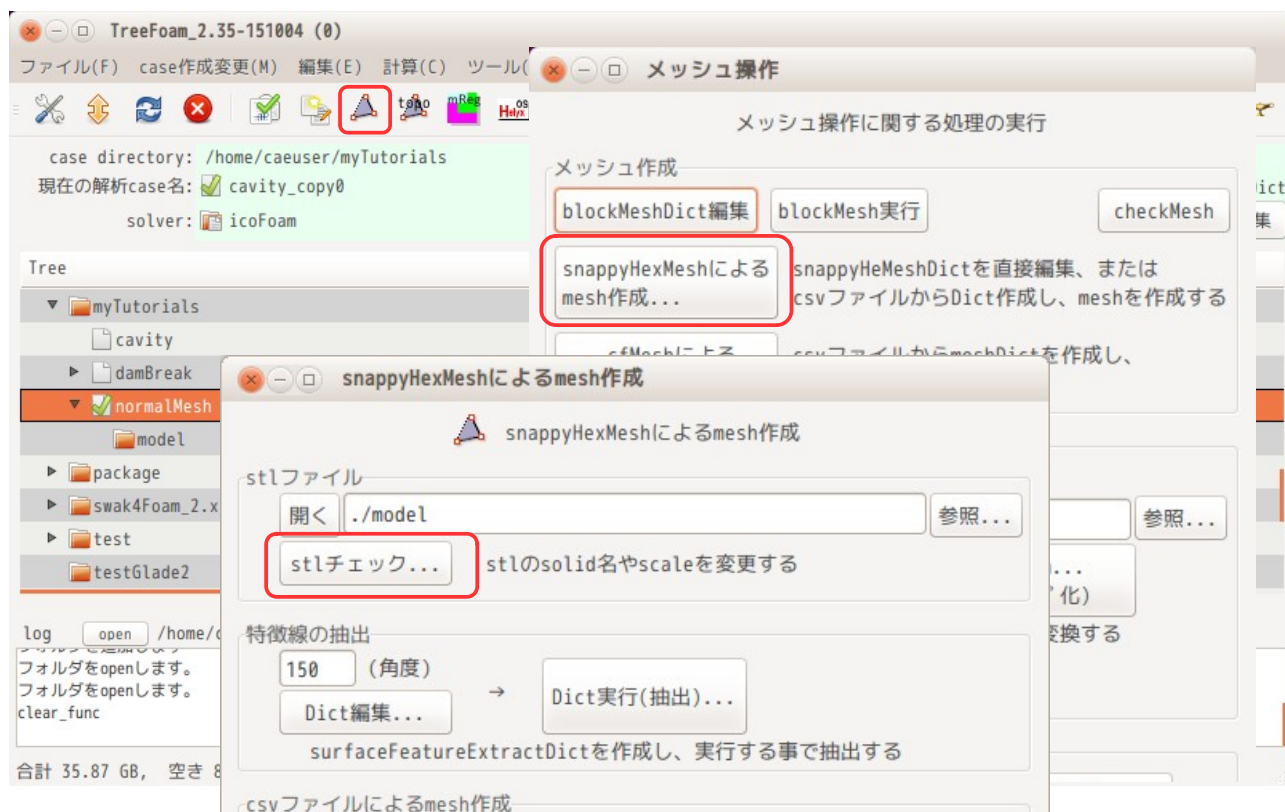 TreeFoam_2.35-151004 (0)
ファイル(F) case作成変更(M) 編集(E) 計算(C) ツール(
topo
mReg
case directory: /home/caeuser/myTutorials
現在の解析case名: cavity_copy0
solver: icoFoam
Tree
myTutorials
cavity
damBreak
normalMesh
model
package
swak4Foam_2.x
test
testGlade2
log open /home/c
フォルダをopenします。
フォルダをopenします。
clear_func
合計 35.87 GB, 空き 8
メッシュ操作
メッシュ操作に関する処理の実行
メッシュ作成
blockMeshDict編集 blockMesh実行 checkMesh
snappyHexMeshによる
mesh作成...
snappyHeMeshDictを直接編集、または
csvファイルからDict作成し、meshを作成する
cfMeshによる csvファイルからmeshDictを作成し、
参照...
化)
変換する
ict
集
snappyHexMeshによるmesh作成
snappyHexMeshによるmesh作成
stlファイル
開く ./model 参照...
stlチェック... stlのsolid名やscaleを変更する
特徴線の抽出
150 (角度)
→
Dict編集... Dict実行(抽出)...
surfaceFeatureExtractDictを作成し、実行する事で抽出する
csvファイルによるmesh作成